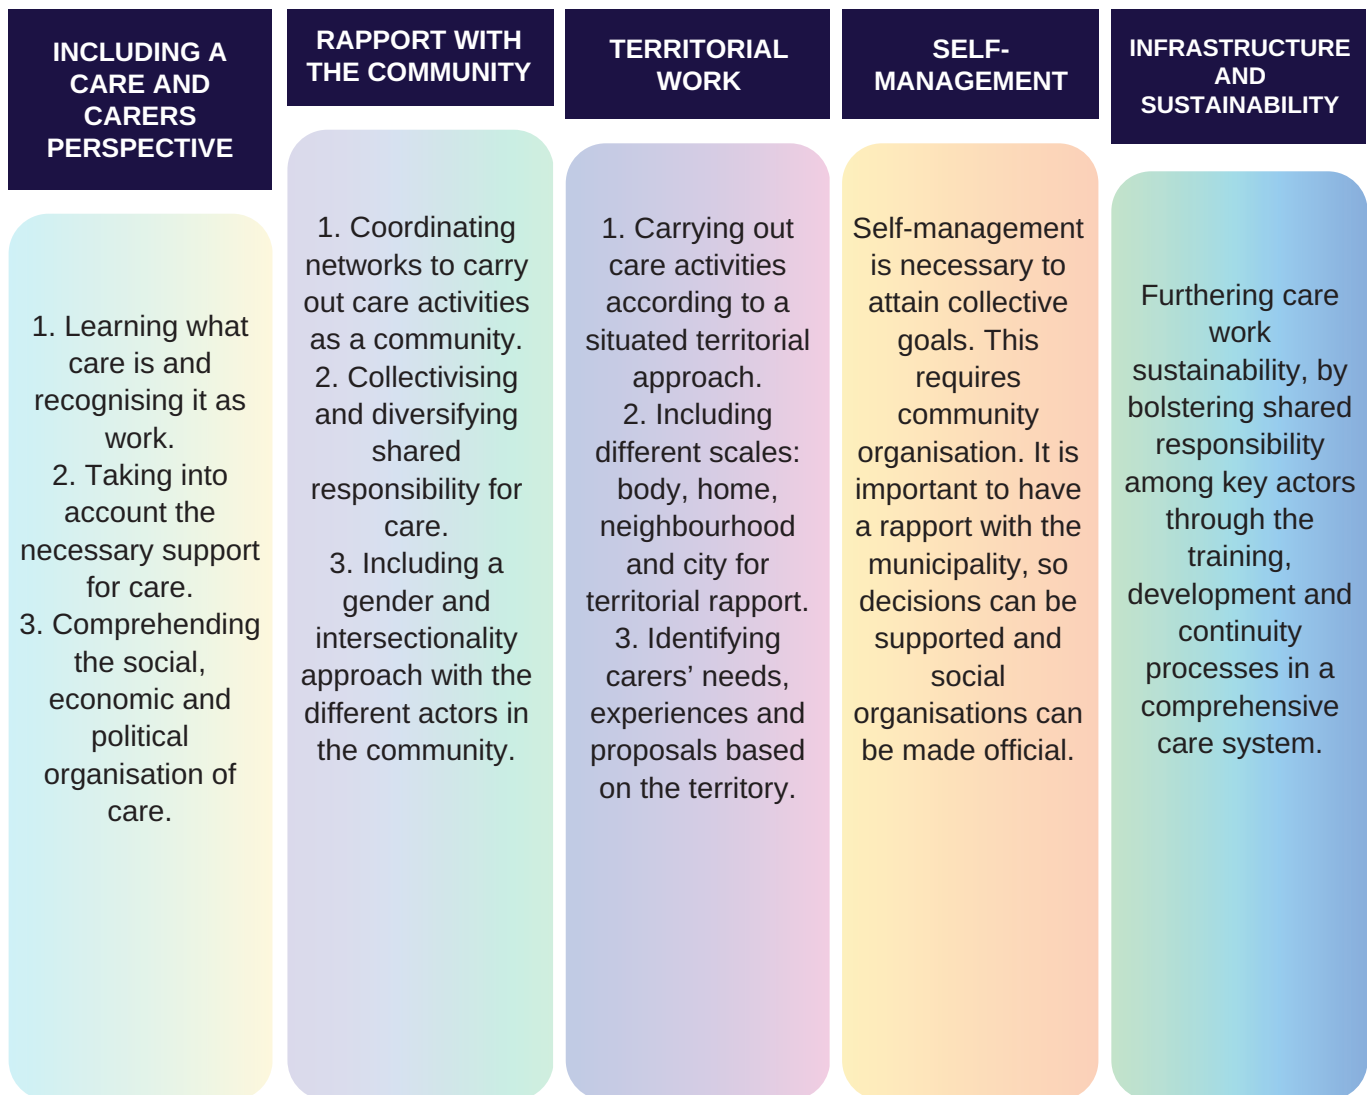 INCLUDING A
CARE AND
CARERS
PERSPECTIVE
1. Learning what
care is and
recognising it as
work.
2. Taking into
account the
necessary support
for care.
3. Comprehending
the social,
economic and
political
organisation of
care.
RAPPORT WITH
THE COMMUNITY
1. Coordinating
networks to carry
out care activities
as a community.
2. Collectivising
and diversifying
shared
responsibility for
care.
3. Including a
gender and
intersectionality
approach with the
different actors in
the community.
TERRITORIAL
WORK
1. Carrying out
care activities
according to a
situated territorial
approach.
2. Including
different scales:
body, home,
neighbourhood
and city for
territorial rapport.
3. Identifying
carers’ needs,
experiences and
proposals based
on the territory.
SELF-
MANAGEMENT
Self-management
is necessary to
attain collective
goals. This
requires
community
organisation. It is
important to have
a rapport with the
municipality, so
decisions can be
supported and
social
organisations can
be made official.
INFRASTRUCTURE
AND
SUSTAINABILITY
Furthering care
work
sustainability, by
bolstering shared
responsibility
among key actors
through the
training,
development and
continuity
processes in a
comprehensive
care system.